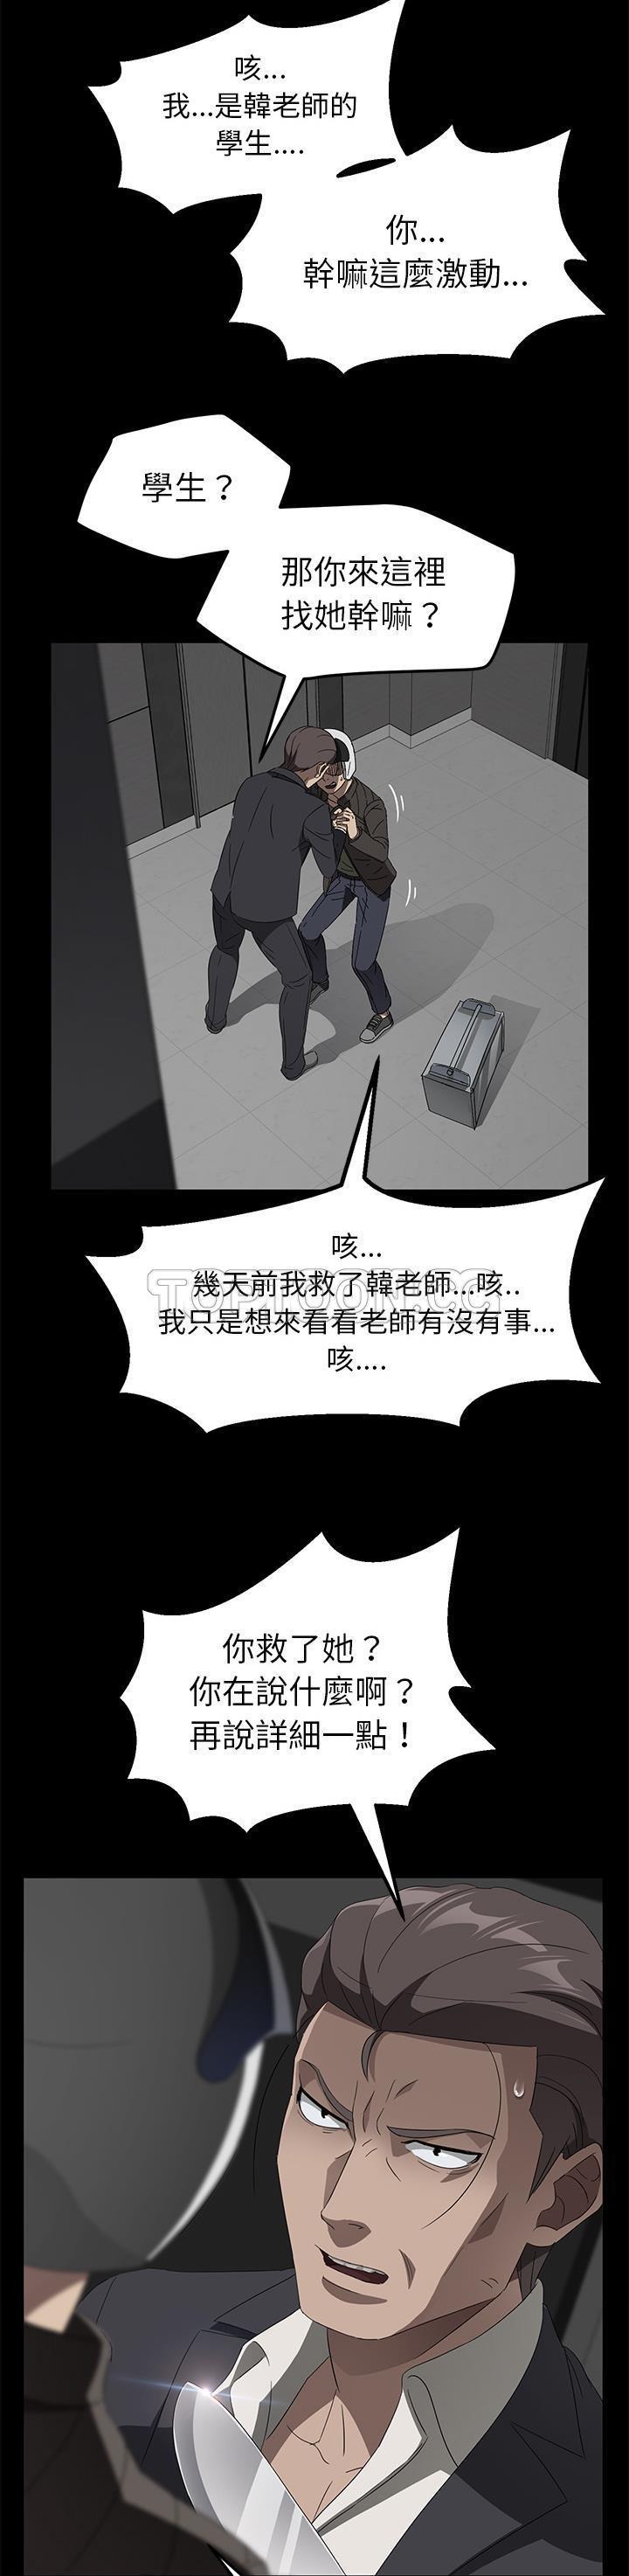 咳...
我...是韓老師的
學生....
你...
幹嘛這麼激動...
學生？
那你來這裡
找她幹嘛？
咳...
幾天前我救了韓老師...咳..
TOPTOON.CC
我只是想來看看老師有沒有事...
咳....
你救了她？
你在說什麼啊？
再說詳細一點！